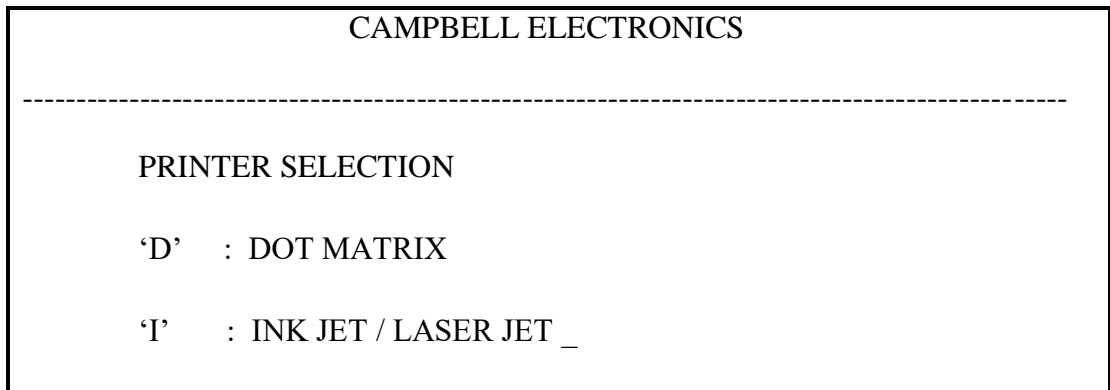 CAMPBELL ELECTRONICS
--------------------------------------------------------------------------------------------------
PRINTER SELECTION
‘D’ : DOT MATRIX
‘I’ : INK JET / LASER JET _